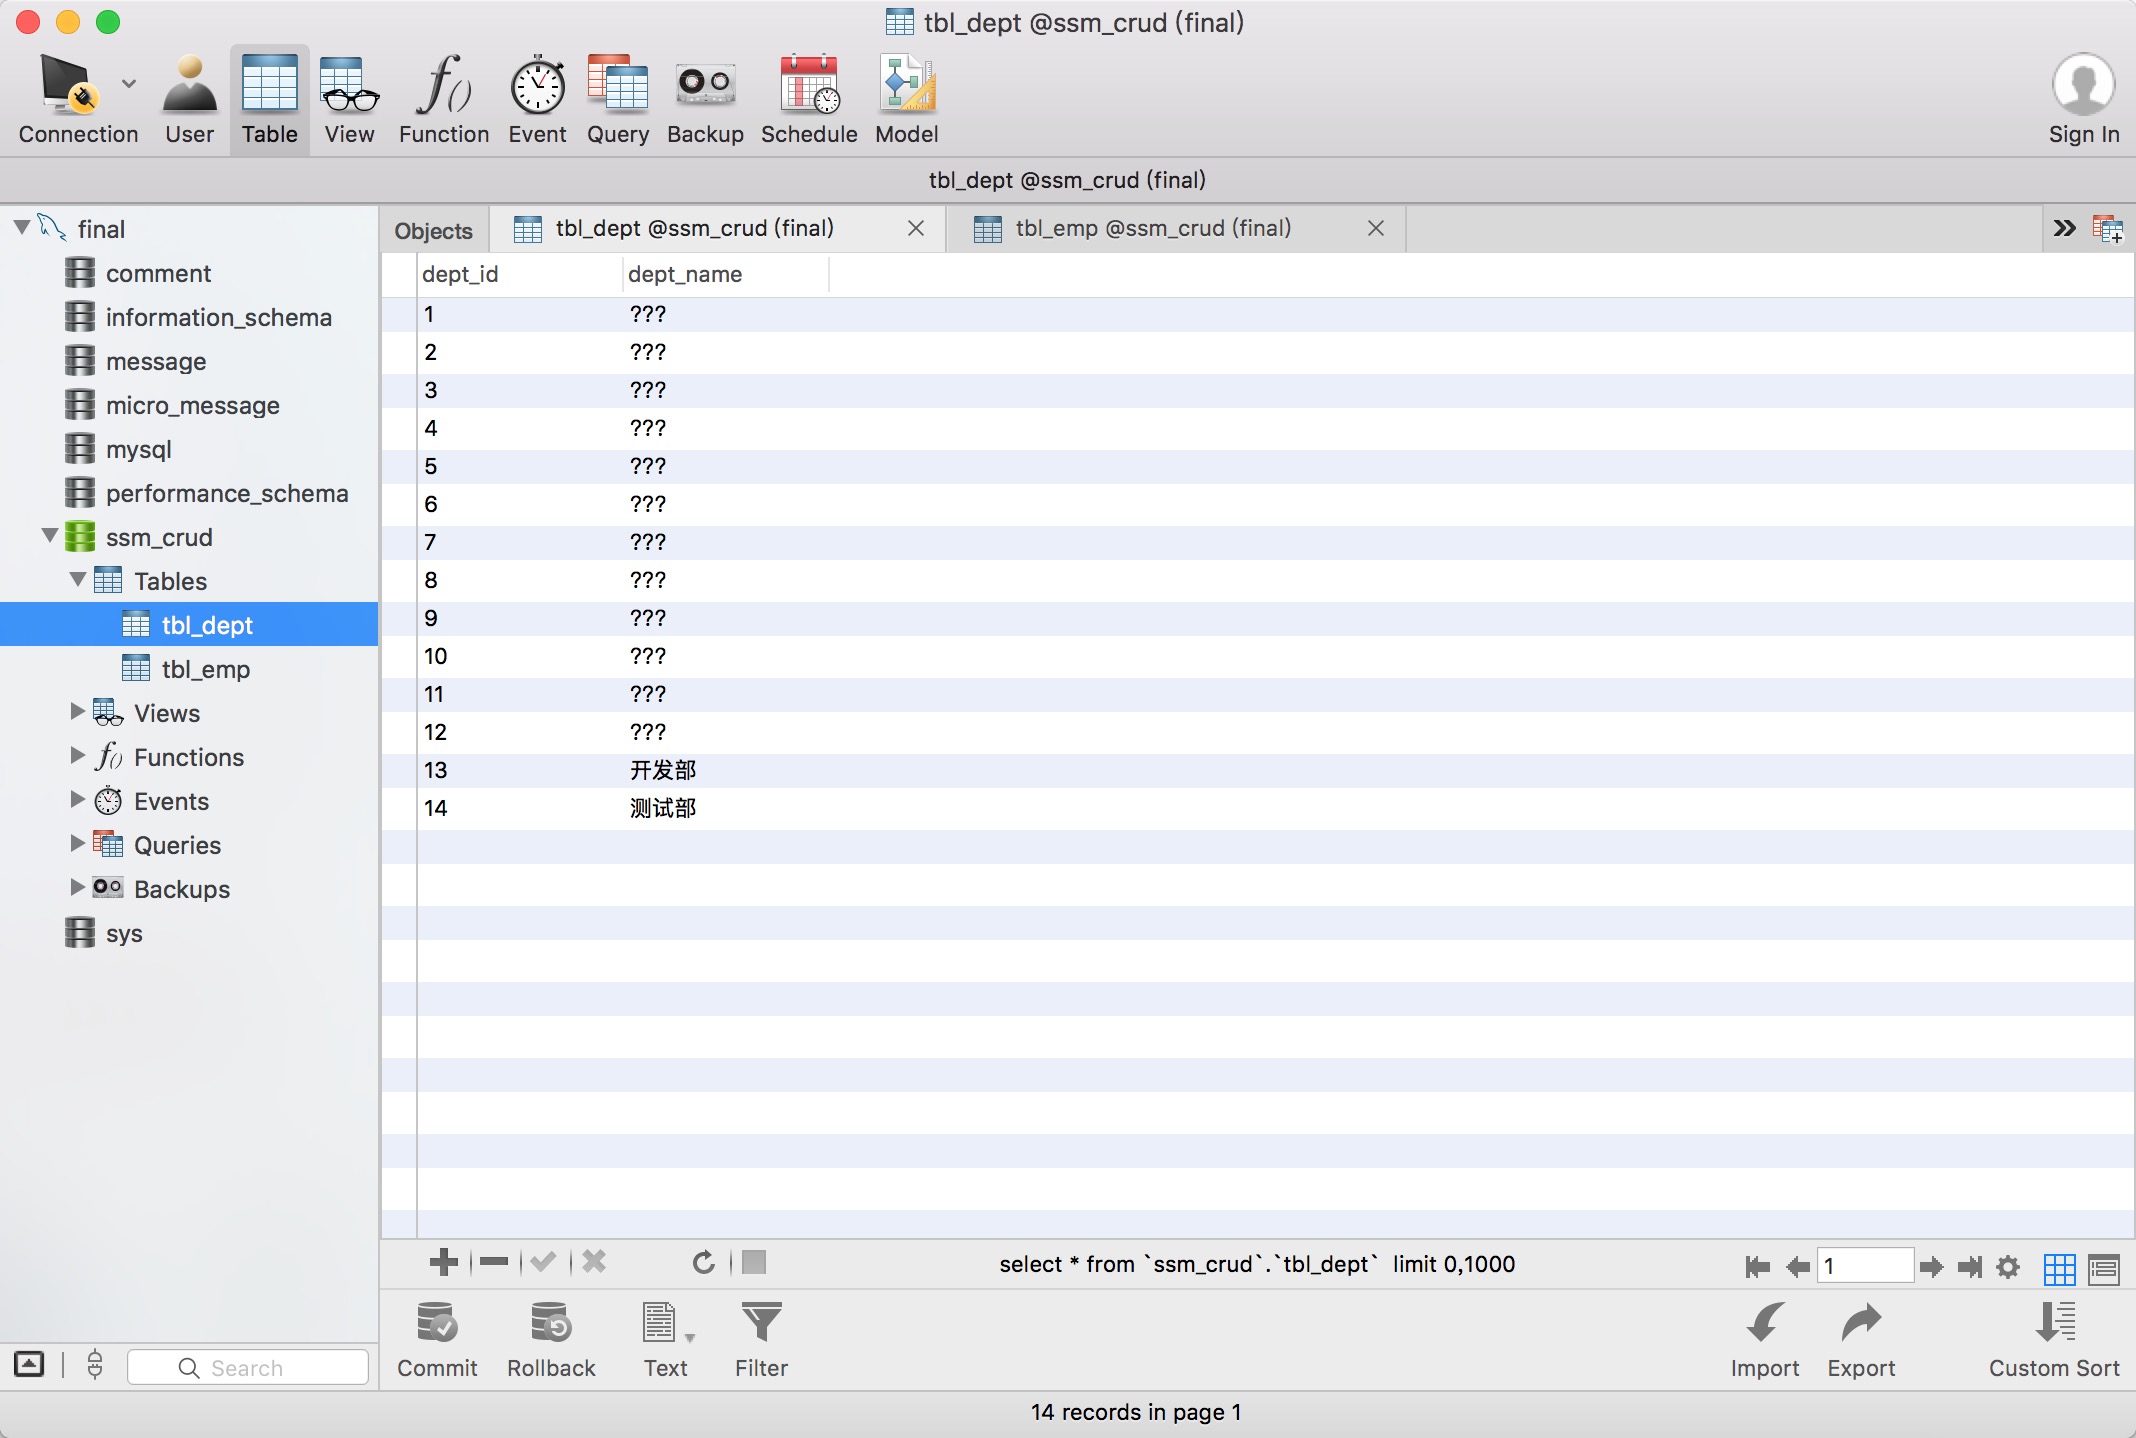 tbl_dept @ssm_crud (final)
Connection User Table View Function Event Query Backup Schedule Model Sign In
tbl_dept @ssm_crud (final)
final
comment
information_schema
message
micro_message
mysql
performance_schema
ssm_crud
Tables
tbl_dept
tbl_emp
Views
Functions
Events
Queries
Backups
sys
Search
Objects tbl_dept @ssm_crud (final) tbl_emp @ssm_crud (final)
dept_id dept_name
1 ???
2 ???
3 ???
4 ???
5 ???
6 ???
7 ???
8 ???
9 ???
10 ???
11 ???
12 ???
13 开发部
14 测试部
select * from `ssm_crud`.`tbl_dept` limit 0,1000 1
Commit Rollback Text Filter Import Export Custom Sort
14 records in page 1